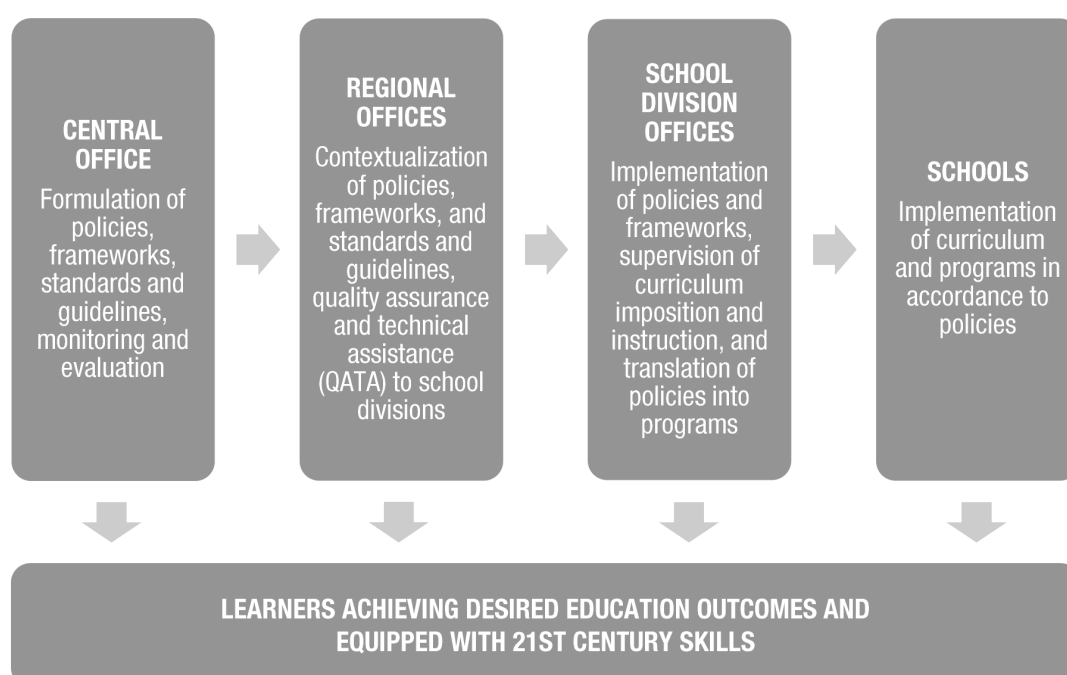 CENTRAL
OFFICE
Formulation of
policies,
frameworks,
standards and
guidelines,
monitoring and
evaluation
REGIONAL
OFFICES
Contextualization
of policies,
frameworks, and
standards and
guidelines,
quality assurance
and technical
assistance
(QATA) to school
divisions
SCHOOL
DIVISION
OFFICES
Implementation
of policies and
frameworks,
supervision of
curriculum
imposition and
instruction, and
translation of
policies into
programs
SCHOOLS
Implementation
of curriculum
and programs in
accordance to
policies
LEARNERS ACHIEVING DESIRED EDUCATION OUTCOMES AND
EQUIPPED WITH 21ST CENTURY SKILLS